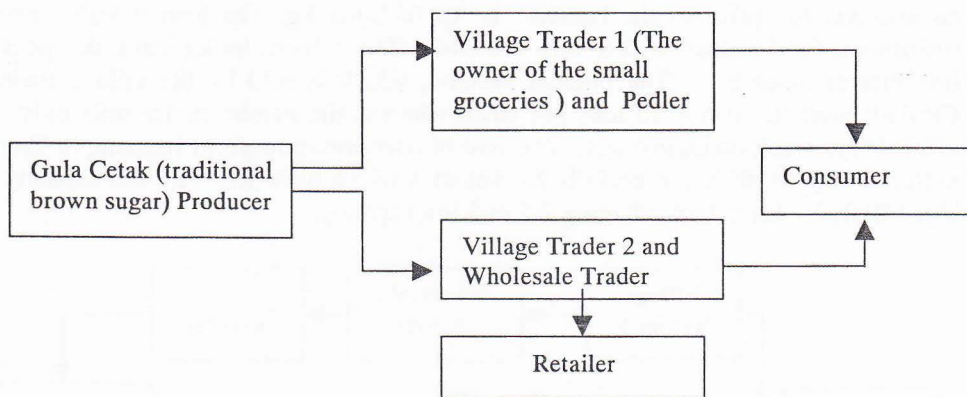 Village Trader 1 (The
owner of the small
groceries ) and Pedler
Gula Cetak (traditional
brown sugar) Producer
Consumer
Village Trader 2 and
Wholesale Trader
Retailer